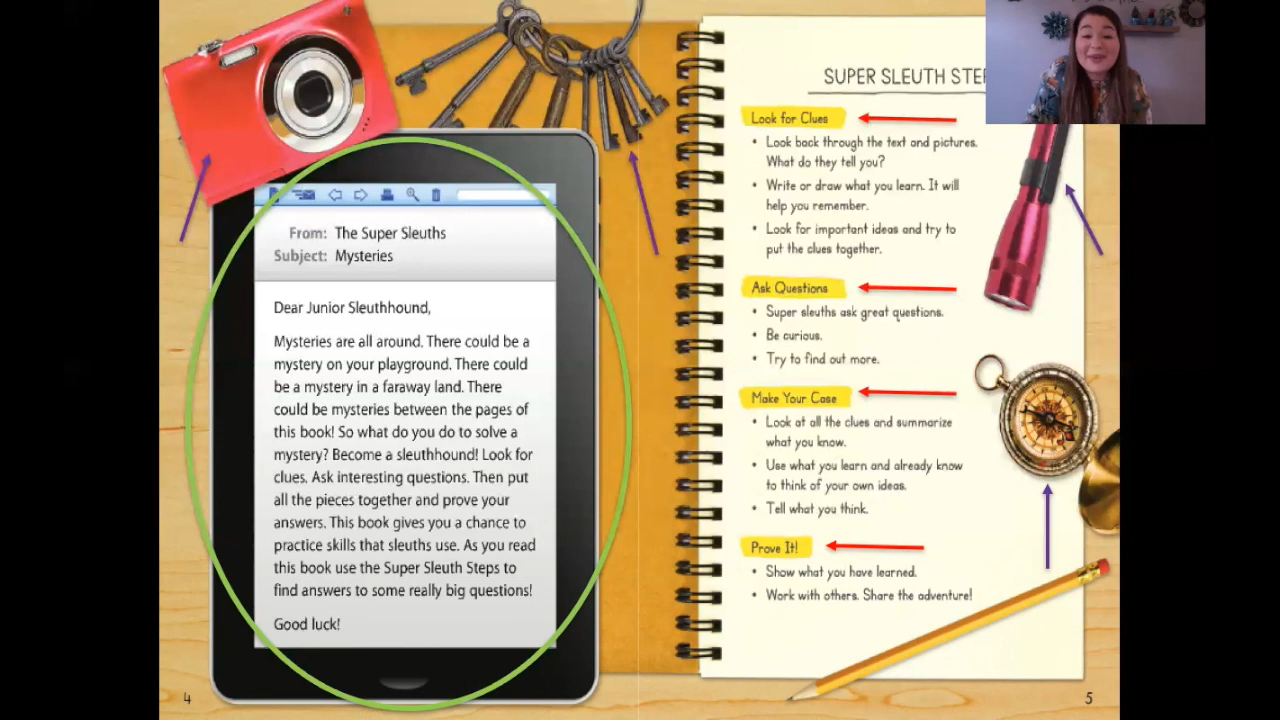 From: The Super Sleuths
Subject: Mysteries
Dear Junior Sleuthhound,
Mysteries are all around. There could be a
mystery on your playground. There could
be a mystery in a faraway land. There
could be mysteries between the pages of
this book! So what do you do to solve a
mystery? Become a sleuthhound! Look for
clues. Ask interesting questions. Then put
all the pieces together and prove your
answers. This book gives you a chance to
practice skills that sleuths use. As you read
this book use the Super Sleuth Steps to
find answers to some really big questions!
Good luck!
4
SUPER SLEUTH
Look for Clues
• Look back through the text and pictures.
What do they tell you?
• Write or draw what you learn. It will
help you remember.
• Look for important ideas and try to
put the clues together.
Ask Questions
• Super sleuths ask great questions.
• Be curious.
• Try to find out more.
Make Your Case
• Look at all the clues and summarize
what you know.
• Use what you learn and already know
to think of your own ideas.
• Tell what you think.
Prove It!
• Show what you have learned.
• Work with others. Share the adventure!
5